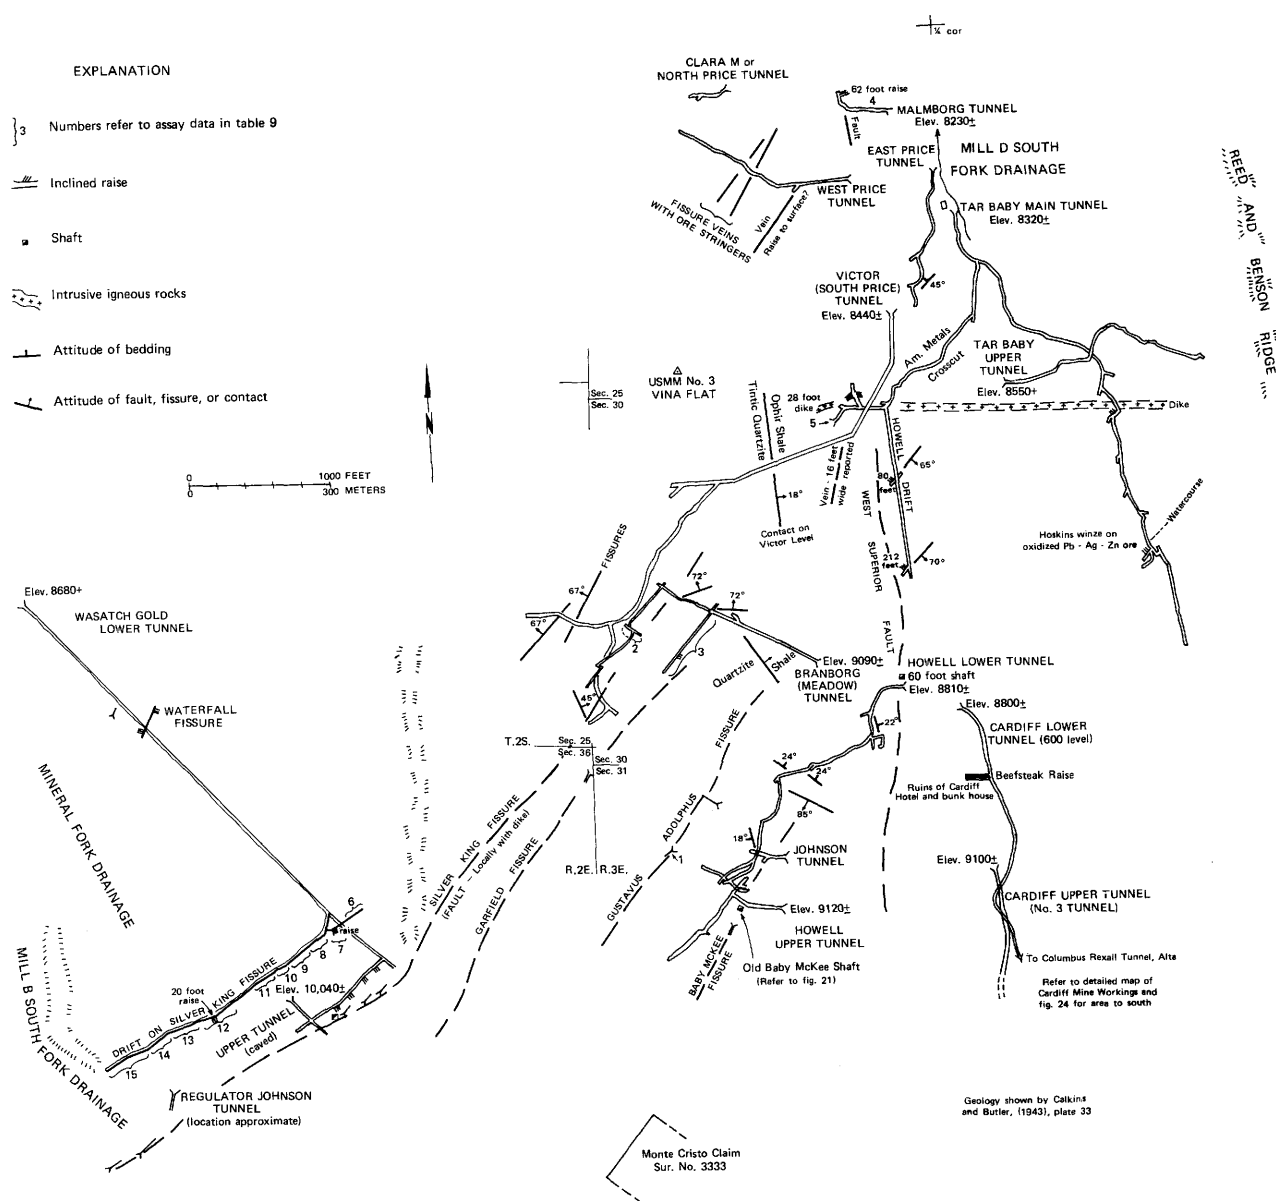 ¼ cor
EXPLANATION
}3 Numbers refer to assay data in table 9
Inclined raise
Shaft
Intrusive igneous rocks
Attitude of bedding
Attitude of fault, fissure, or contact
0 1000 FEET
0 300 METERS
N
CLARA M or
NORTH PRICE TUNNEL
62 foot raise
4
MALMBORG TUNNEL
Elev. 8230±
Fault
EAST PRICE
TUNNEL
MILL D SOUTH
FORK DRAINAGE
REED AND BENSON RIDGE
WEST PRICE
TUNNEL
FISSURE VEINS
WITH ORE STRINGERS
Vein
Raise to surface?
TAR BABY MAIN TUNNEL
Elev. 8320±
VICTOR
(SOUTH PRICE)
TUNNEL
Elev. 8440±
45°
Am. Metals
Crosscut
TAR BABY
UPPER
TUNNEL
Elev. 8550+
USMM No. 3
VINA FLAT
Sec. 25
Sec. 30
28 foot
dike
5
Dike
Tintic Quartzite
Ophir Shale
18°
Contact on
Victor Level
Vein - 16 feet
wide reported
HOWELL DRIFT
80
feet
65°
212
feet
70°
WEST SUPERIOR FAULT
Watercourse
Hoskins winze on
oxidized Pb - Ag - Zn ore
FISSURES
67°
67°
72°
72°
2
3
45°
Quartzite
Shale
Elev. 9090±
BRANBORG
(MEADOW)
TUNNEL
HOWELL LOWER TUNNEL
60 foot shaft
Elev. 8810±
22°
Elev. 8800±
CARDIFF LOWER
TUNNEL (600 level)
Beefsteak Raise
Ruins of Cardiff
Hotel and bunk house
Elev. 8680+
WASATCH GOLD
LOWER TUNNEL
WATERFALL
FISSURE
MINERAL FORK DRAINAGE
T.2S.
Sec. 25
Sec. 36
Sec. 30
Sec. 31
R.2E. R.3E.
SILVER KING FISSURE
(FAULT - Locally with dike)
GARFIELD FISSURE
GUSTAVUS ADOLPHUS FISSURE
1
24°
24°
85°
18°
JOHNSON
TUNNEL
Elev. 9120±
HOWELL
UPPER TUNNEL
Old Baby McKee Shaft
(Refer to fig. 21)
BABY McKEE
FISSURE
Elev. 9100±
CARDIFF UPPER TUNNEL
(No. 3 TUNNEL)
To Columbus Rexall Tunnel, Alta
Refer to detailed map of
Cardiff Mine Workings and
fig. 24 for area to south
6
raise
7
8
9
10
11
12
13
14
15
20 foot
raise
DRIFT ON SILVER KING FISSURE
Elev. 10,040±
UPPER TUNNEL
(caved)
MILL B SOUTH FORK DRAINAGE
REGULATOR JOHNSON
TUNNEL
(location approximate)
Geology shown by Calkins
and Butler, (1943), plate 33
Monte Cristo Claim
Sur. No. 3333